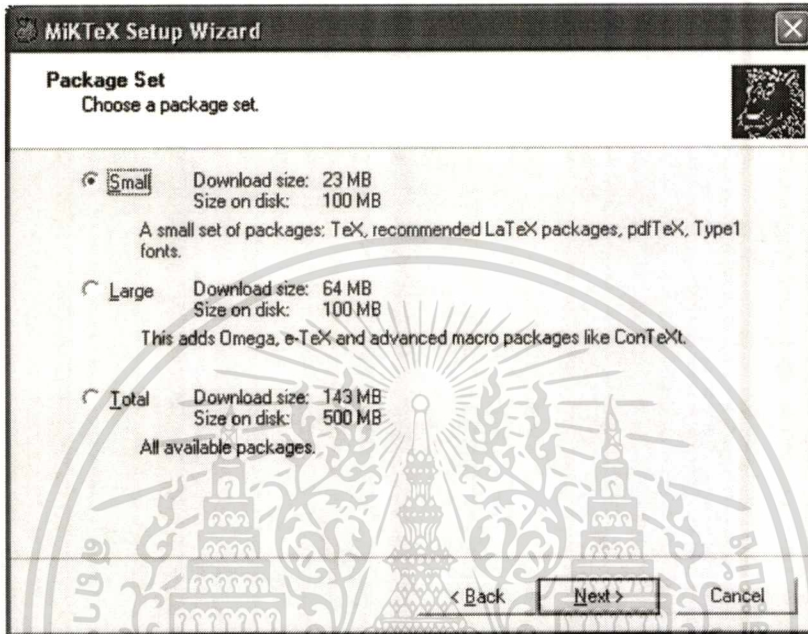 MiKTeX Setup Wizard
Package Set
Choose a package set.
Small Download size: 23 MB
Size on disk: 100 MB
A small set of packages: TeX, recommended LaTeX packages, pdfTeX, Type1
fonts.
Large Download size: 64 MB
Size on disk: 100 MB
This adds Omega, e-TeX and advanced macro packages like ConTeXt.
Total Download size: 143 MB
Size on disk: 500 MB
All available packages.
< Back Next > Cancel